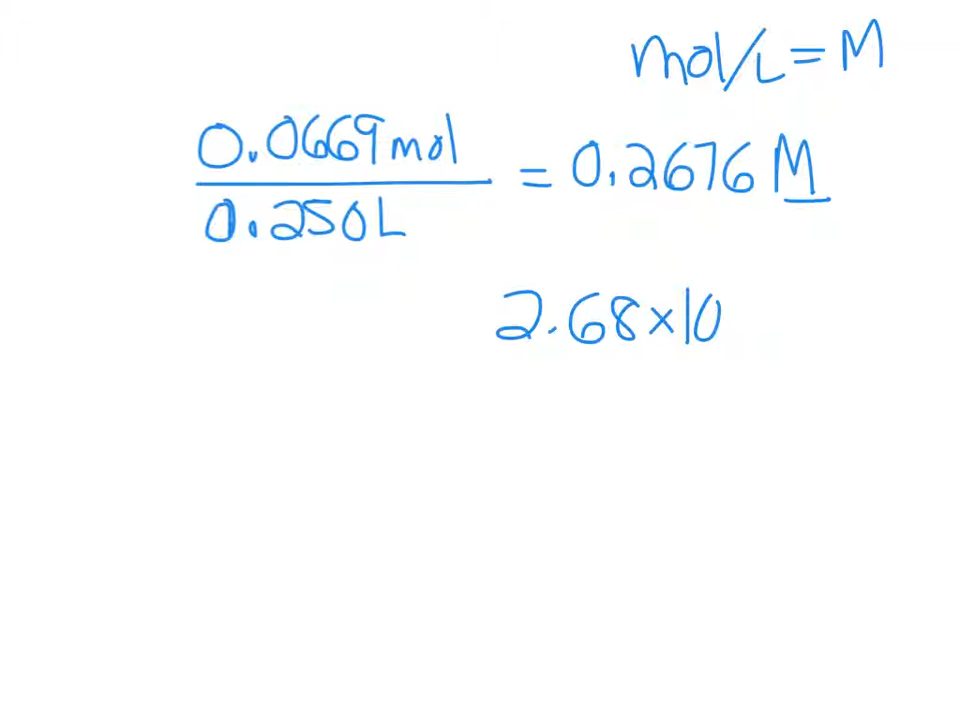 mol/L = M
0.0669 mol
0.250 L
= 0.2676 M
2.68 × 10